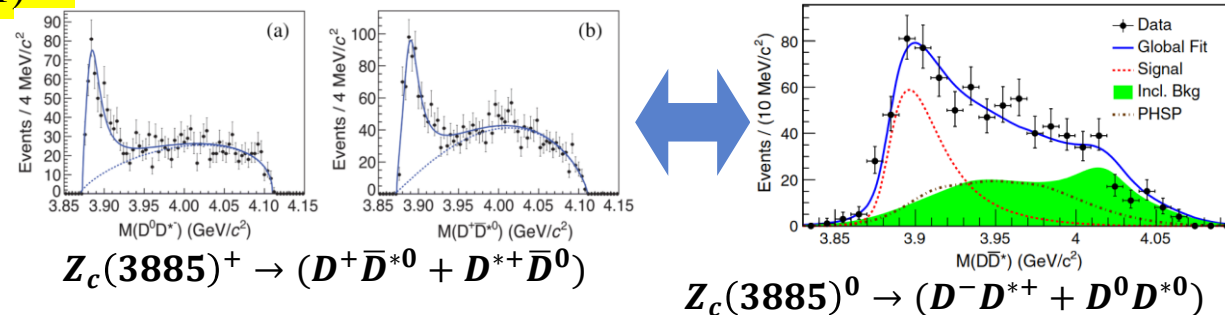 (a)
Events / 4 MeV/c²
90
80
70
60
50
40
30
20
10
0
3.85 3.90 3.95 4.00 4.05 4.10 4.15
M(D⁰D*⁻) (GeV/c²)
(b)
Events / 4 MeV/c²
100
80
60
40
20
0
3.85 3.90 3.95 4.00 4.05 4.10 4.15
M(D⁺D̅*⁰) (GeV/c²)
Z_c(3885)⁺ → (D⁺D̅*⁰ + D*⁺D̅⁰)
Events / (10 MeV/c²)
80
60
40
20
0
Data
Global Fit
Signal
Incl. Bkg
PHSP
3.85 3.9 3.95 4 4.05
M(DD̅*) (GeV/c²)
Z_c(3885)⁰ → (D⁻D*⁺ + D⁰D*⁰)